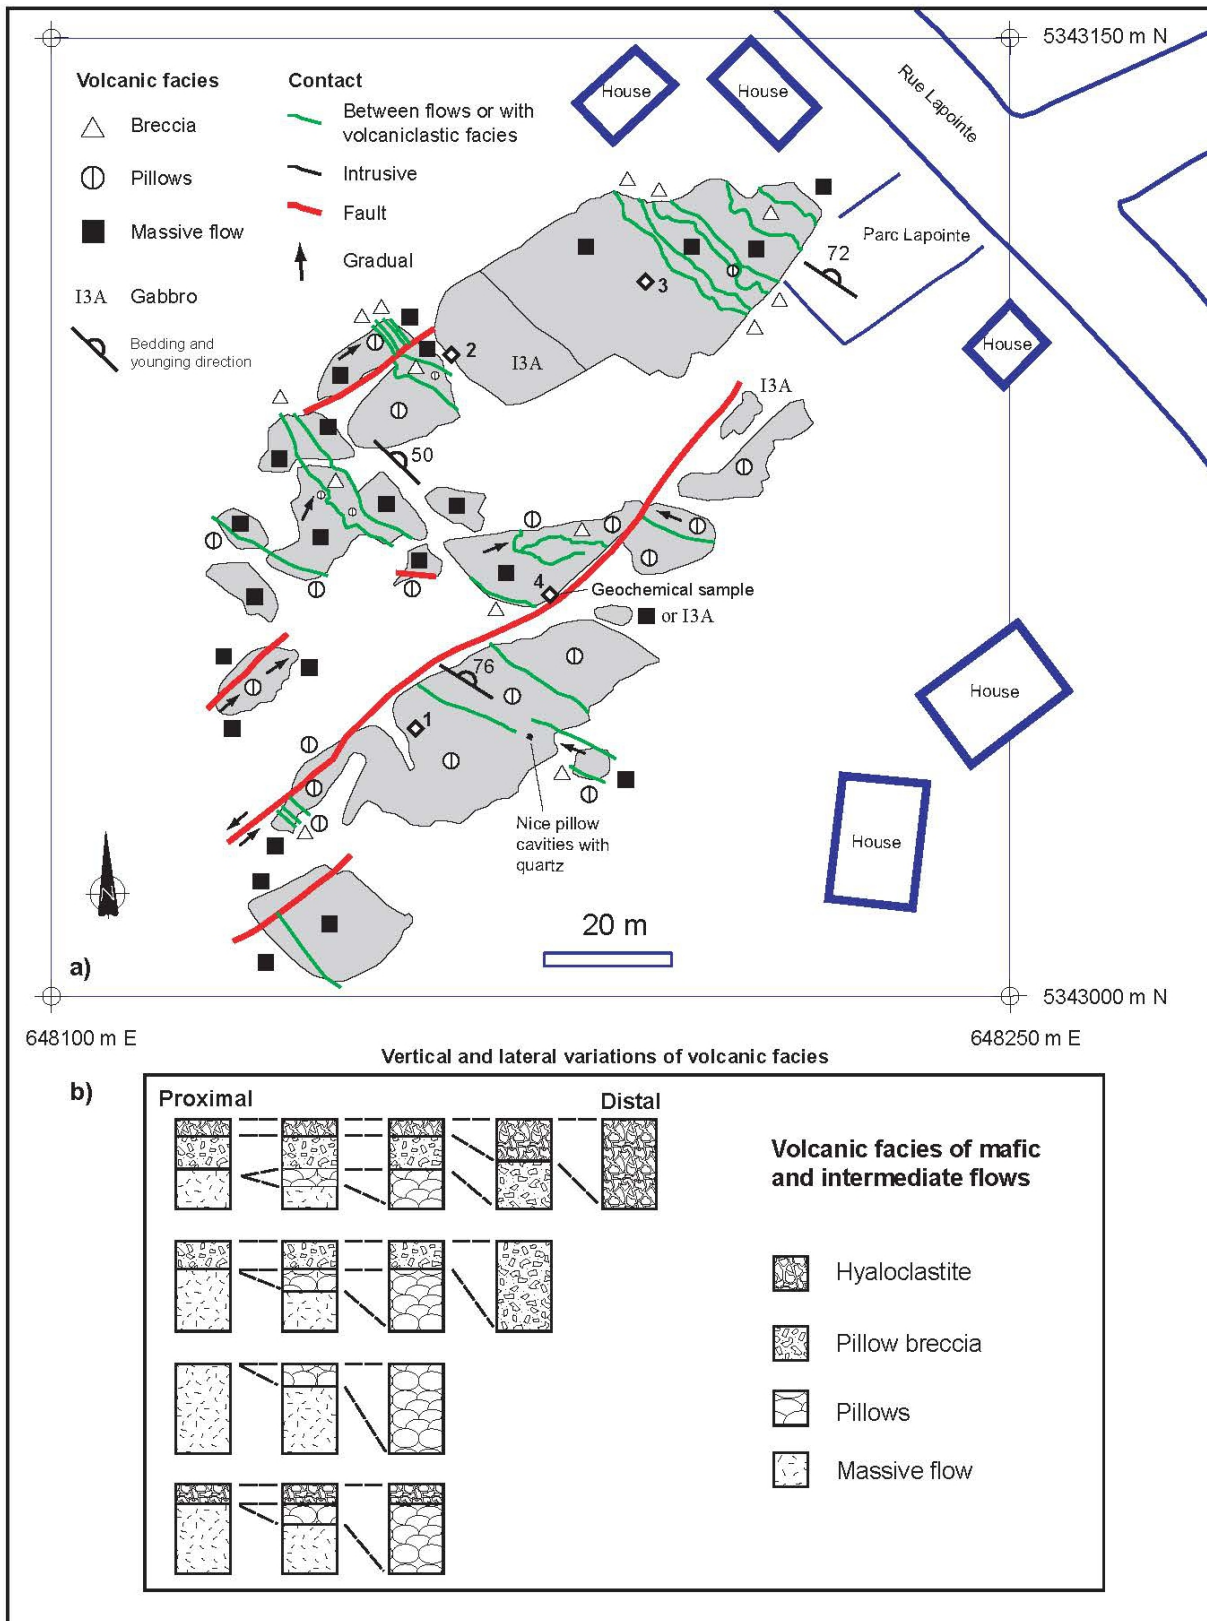 5343150 m N
Volcanic facies
Breccia
Pillows
Massive flow
I3A Gabbro
Bedding and
younging direction
Contact
Between flows or with
volcaniclastic facies
Intrusive
Fault
Gradual
House
House
Rue Lapointe
Parc Lapointe
72
3
House
2
I3A
I3A
50
4
Geochemical sample
or I3A
76
1
House
Nice pillow
cavities with
quartz
House
N
20 m
a)
5343000 m N
648100 m E
648250 m E
Vertical and lateral variations of volcanic facies
b)
Proximal
Distal
Volcanic facies of mafic
and intermediate flows
Hyaloclastite
Pillow breccia
Pillows
Massive flow